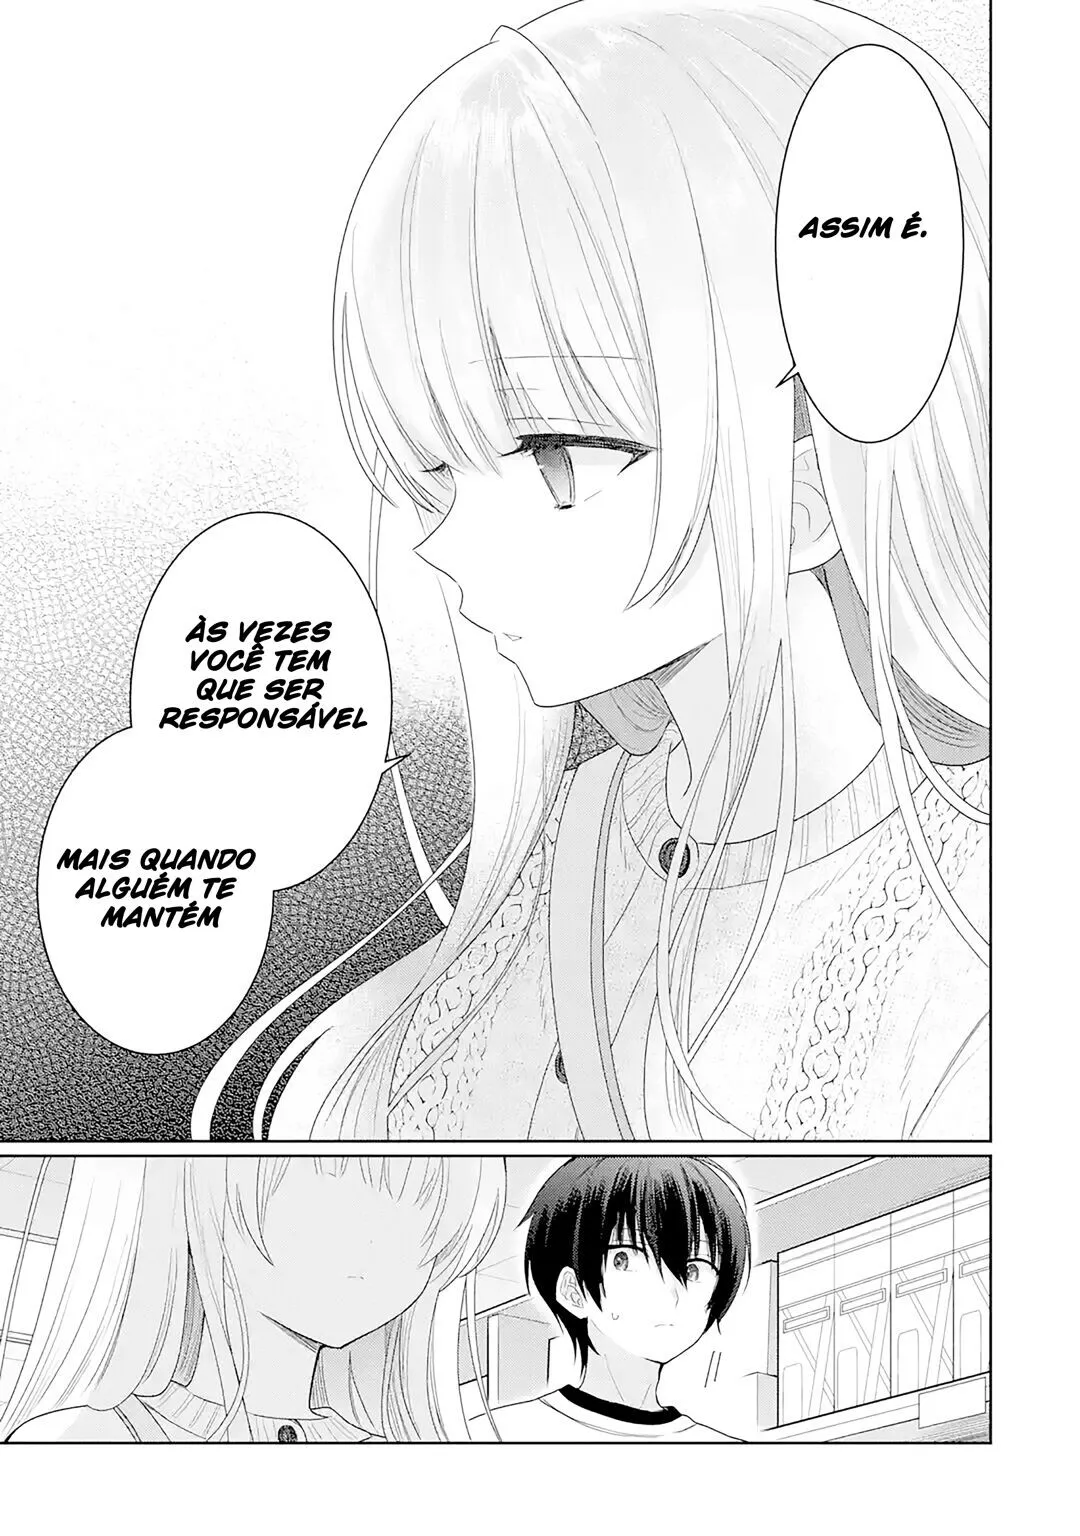 ASSIM É.
ÀS VEZES
VOCÊ TEM
QUE SER
RESPONSÁVEL
MAIS QUANDO
ALGUÉM TE
MANTÉM